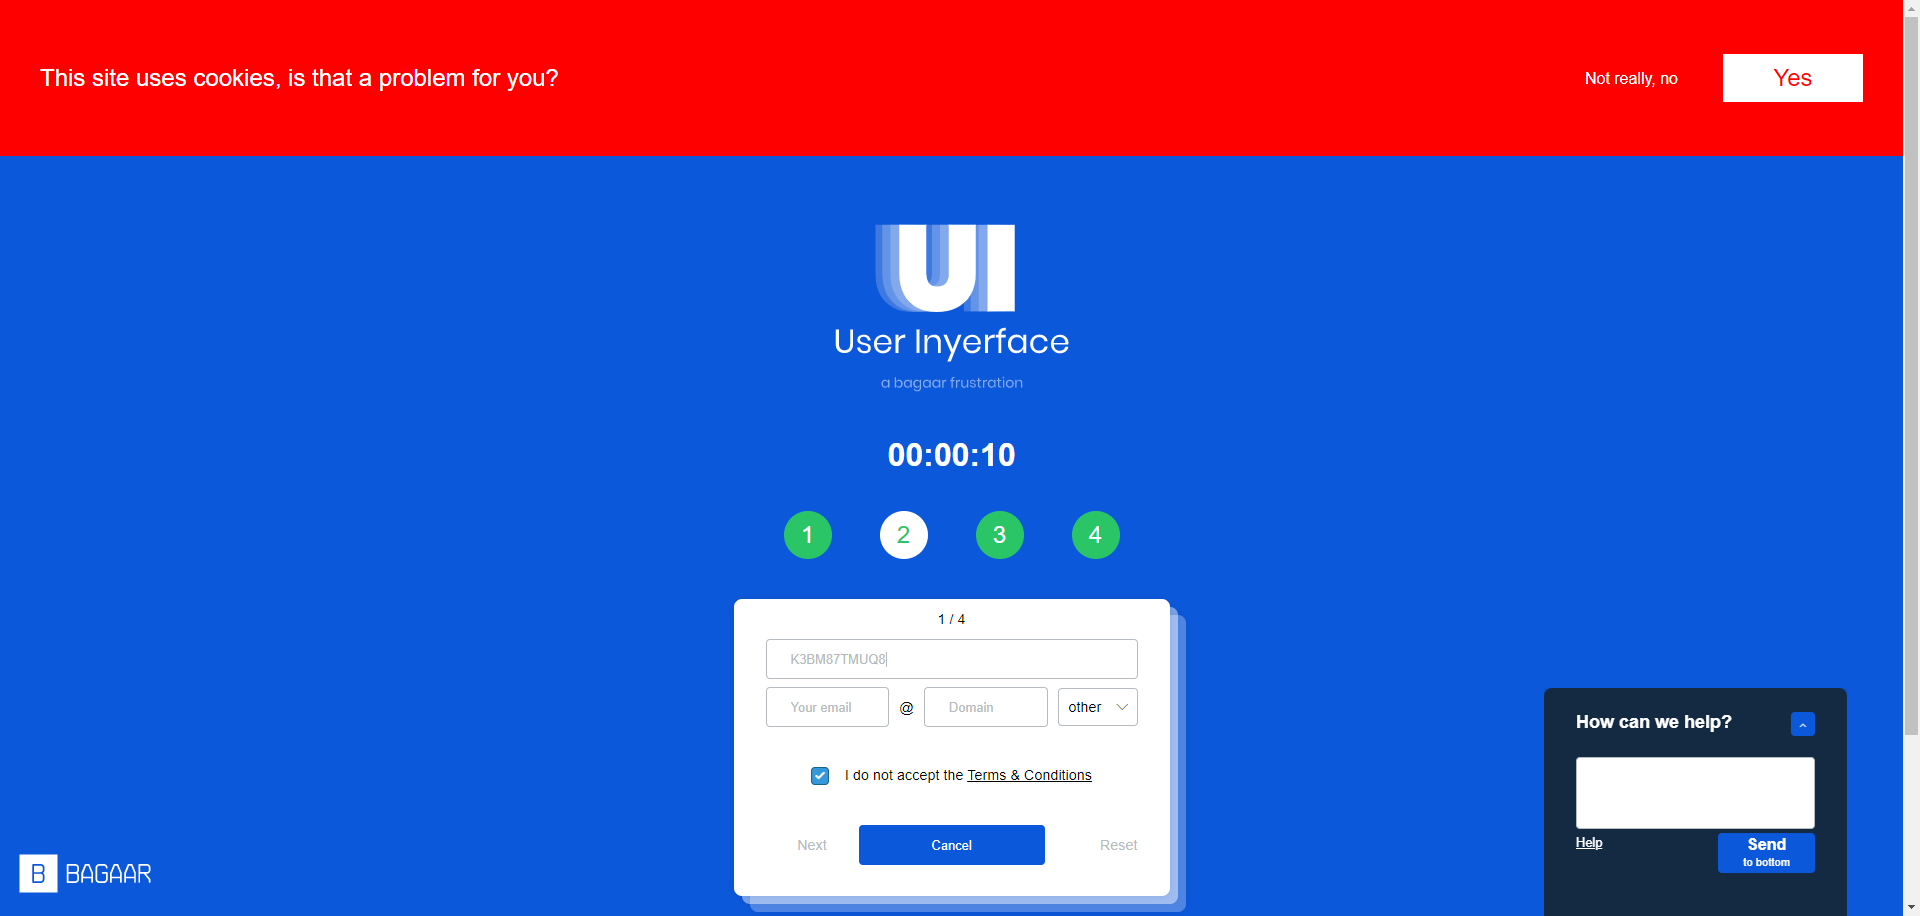 This site uses cookies, is that a problem for you?
Not really, no
Yes
UI
User Inyerface
a bagaar frustration
00:00:10
1 2 3 4
1 / 4
K3BM87TMUQ8
Your email @ Domain other
I do not accept the Terms & Conditions
Next Cancel Reset
How can we help?
Help
Send
to bottom
B BAGAAR